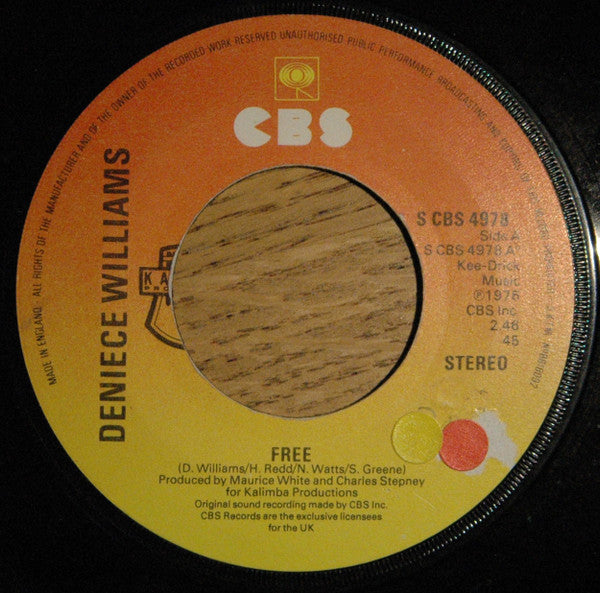 MADE IN ENGLAND · ALL RIGHTS OF THE MANUFACTURER AND OF THE OWNER OF THE RECORDED WORK RESERVED UNAUTHORISED PUBLIC PERFORMANCE BROADCASTING AND COPYING OF
CBS
DENIECE WILLIAMS
S CBS 4978
Side A
S CBS 4978 A
Kee-Drick
Music
℗1976
CBS Inc
2.48
45
STEREO
FREE
(D. Williams/H. Redd/N. Watts/S. Greene)
Produced by Maurice White and Charles Stepney
for Kalimba Productions
Original sound recording made by CBS Inc.
CBS Records are the exclusive licensees
for the UK